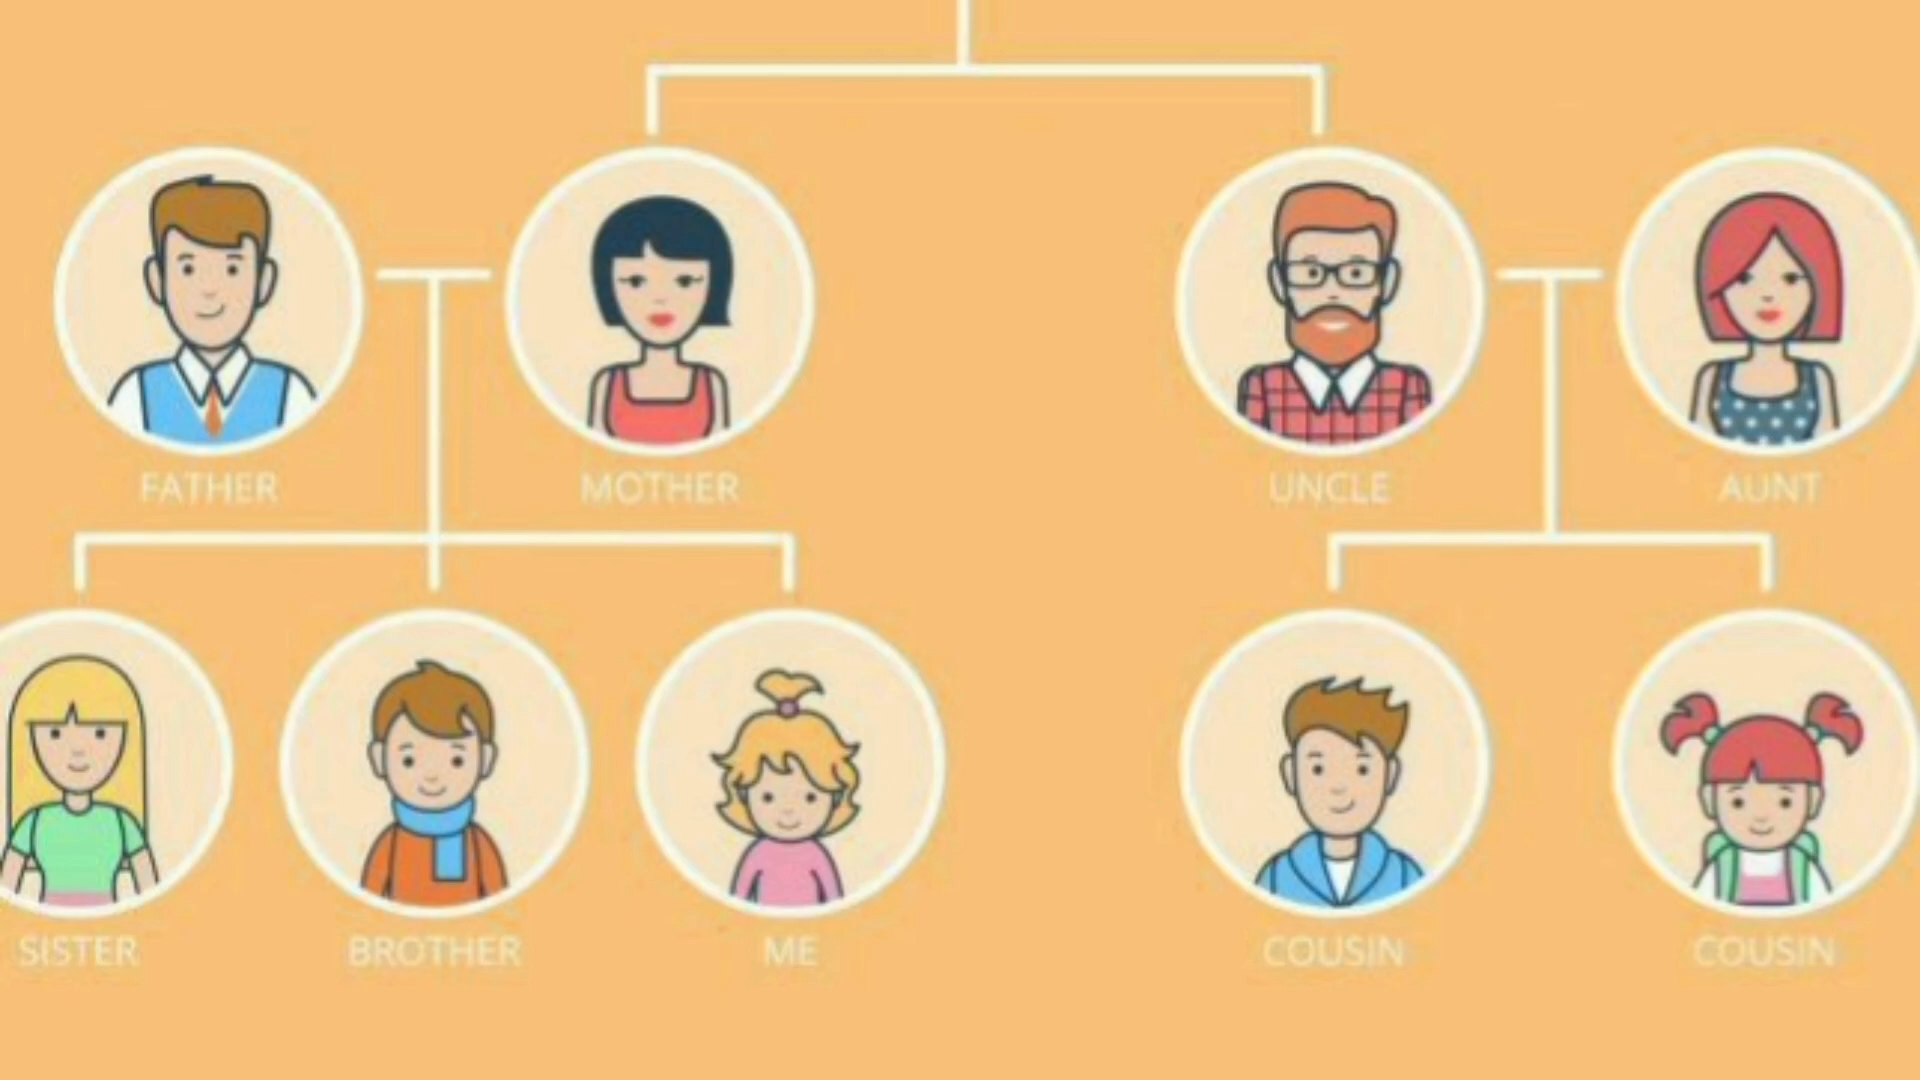 FATHER
MOTHER
UNCLE
AUNT
SISTER
BROTHER
ME
COUSIN
COUSIN